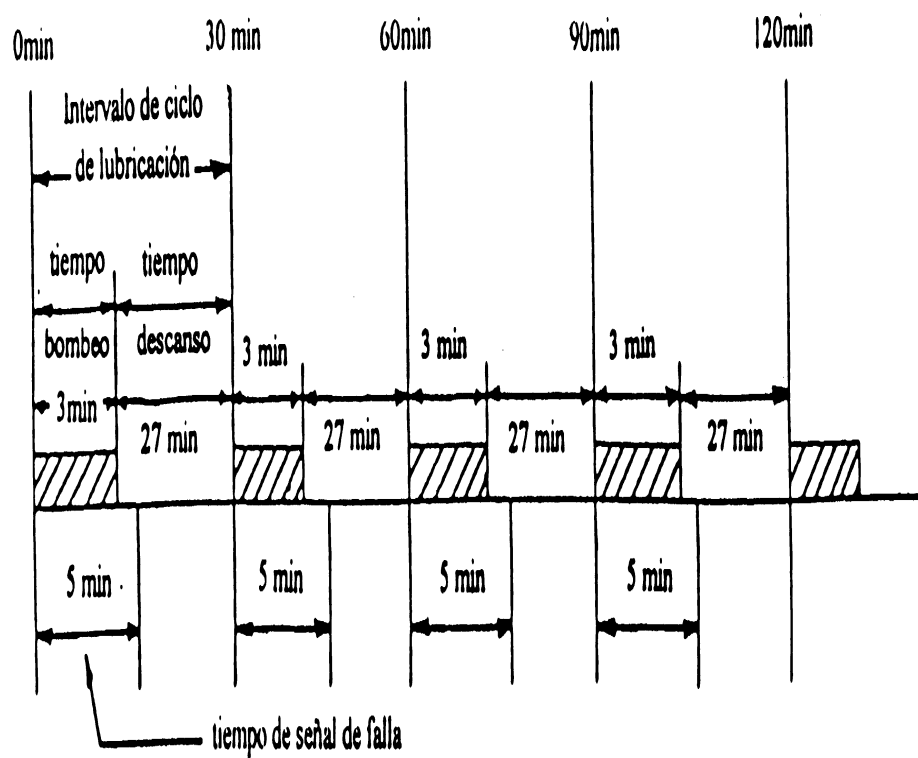 0min
30 min
60min
90min
120min
Intervalo de ciclo
de lubricación
tiempo
tiempo
bombeo
descanso
3 min
3 min
3 min
3min
27 min
27 min
27 min
27 min
5 min
5 min
5 min
5 min
tiempo de señal de falla